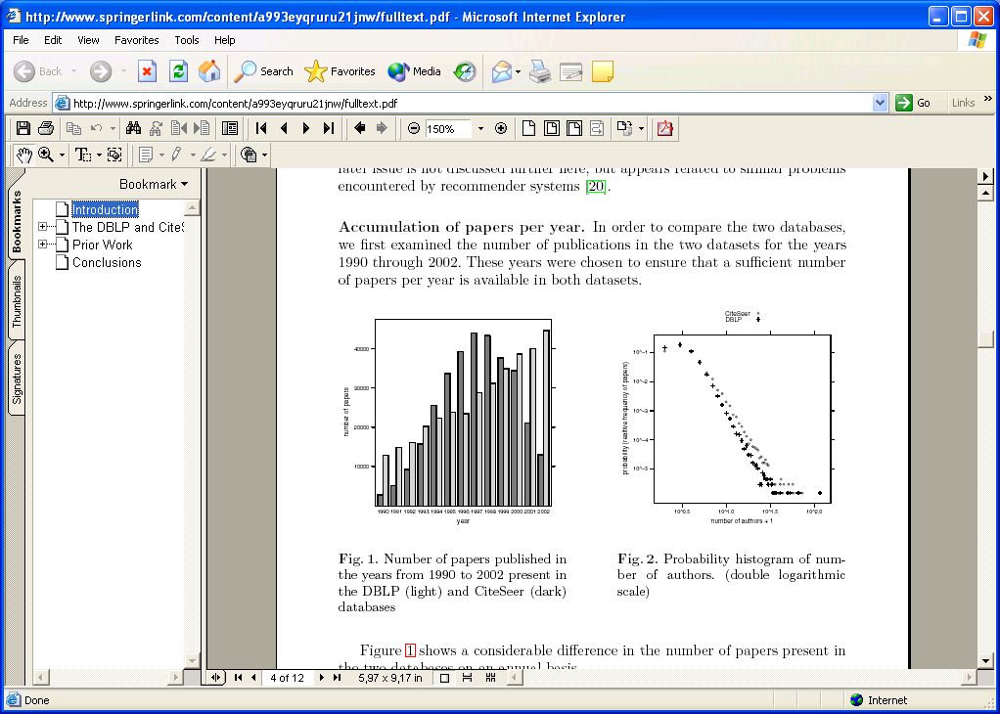 http://www.springerlink.com/content/a993eyqruru21jnw/fulltext.pdf - Microsoft Internet Explorer
File Edit View Favorites Tools Help
Back Search Favorites Media
Address http://www.springerlink.com/content/a993eyqruru21jnw/fulltext.pdf Go Links »
150%
Bookmark
Bookmarks
Thumbnails
Signatures
Introduction
The DBLP and CiteS
Prior Work
Conclusions
later issue is not discussed further here, but appears related to similar problems
encountered by recommender systems [20].
Accumulation of papers per year. In order to compare the two databases,
we first examined the number of publications in the two datasets for the years
1990 through 2002. These years were chosen to ensure that a sufficient number
of papers per year is available in both datasets.
number of papers
40000
30000
20000
10000
1990 1991 1992 1993 1994 1995 1996 1997 1998 1999 2000 2001 2002
year
CiteSeer
DBLP
probability (realtive frequency of papers)
10^-1
10^-2
10^-3
10^-4
10^-5
10^0.5 10^1.0 10^1.5 10^2.0
number of authors + 1
Fig. 1. Number of papers published in
the years from 1990 to 2002 present in
the DBLP (light) and CiteSeer (dark)
databases
Fig. 2. Probability histogram of num-
ber of authors. (double logarithmic
scale)
Figure 1 shows a considerable difference in the number of papers present in
the two databases on an annual basis.
4 of 12 5,97 x 9,17 in
Done Internet